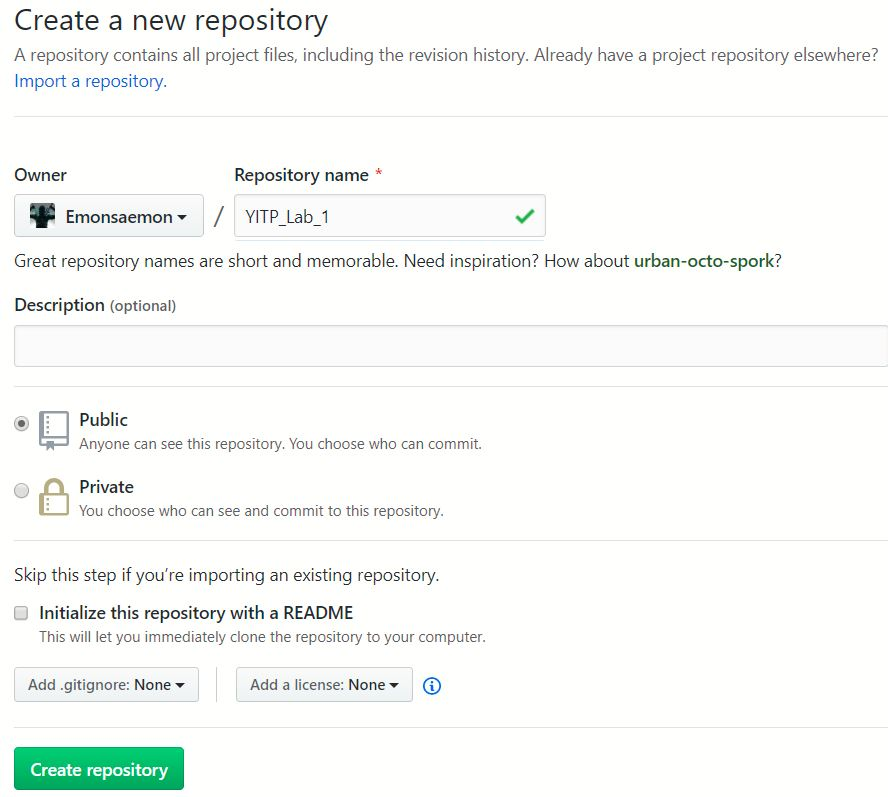 Create a new repository
A repository contains all project files, including the revision history. Already have a project repository elsewhere?
Import a repository.
Owner
Repository name *
Emonsaemon
/
YITP_Lab_1
Great repository names are short and memorable. Need inspiration? How about urban-octo-spork?
Description (optional)
Public
Anyone can see this repository. You choose who can commit.
Private
You choose who can see and commit to this repository.
Skip this step if you’re importing an existing repository.
Initialize this repository with a README
This will let you immediately clone the repository to your computer.
Add .gitignore: None
Add a license: None
Create repository